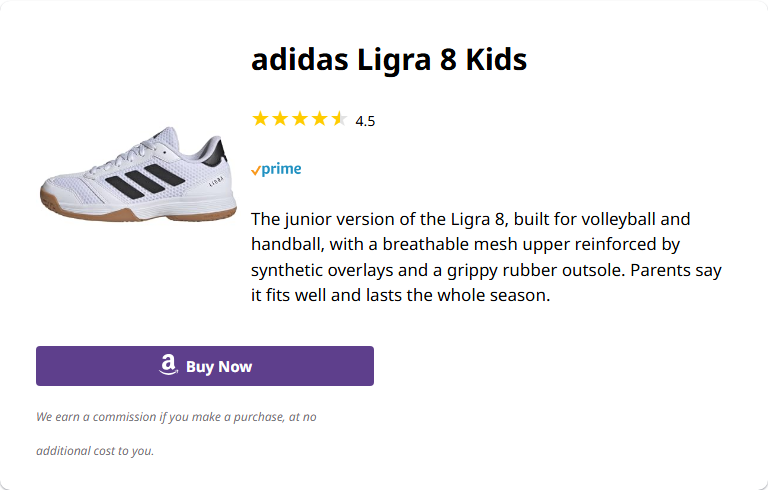 adidas Ligra 8 Kids
4.5
prime
LIGRA
The junior version of the Ligra 8, built for volleyball and
handball, with a breathable mesh upper reinforced by
synthetic overlays and a grippy rubber outsole. Parents say
it fits well and lasts the whole season.
a Buy Now
We earn a commission if you make a purchase, at no
additional cost to you.